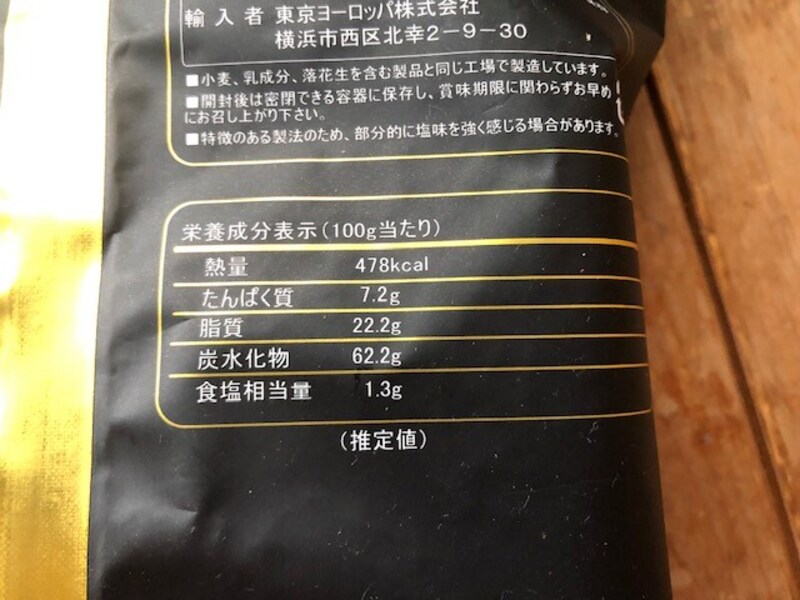 輸入者 東京ヨーロッパ株式会社
横浜市西区北幸2-9-30
■小麦、乳成分、落花生を含む製品と同じ工場で製造しています。
■開封後は密閉できる容器に保存し、賞味期限に関わらずお早め
にお召し上がり下さい。
■特徴のある製法のため、部分的に塩味を強く感じる場合があります。
栄養成分表示(100g当たり)
熱量 478kcal
たんぱく質 7.2g
脂質 22.2g
炭水化物 62.2g
食塩相当量 1.3g
(推定値)